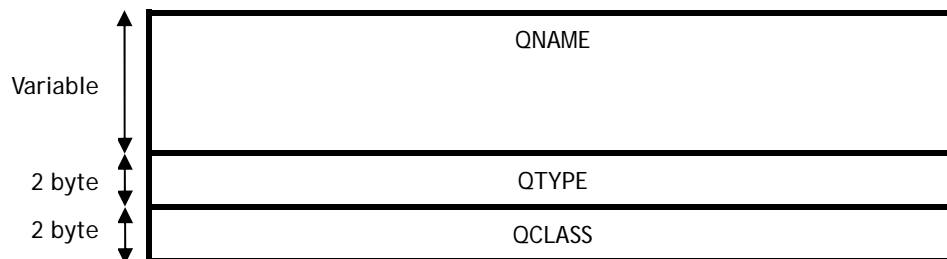 QNAME
Variable
2 byte
QTYPE
2 byte
QCLASS